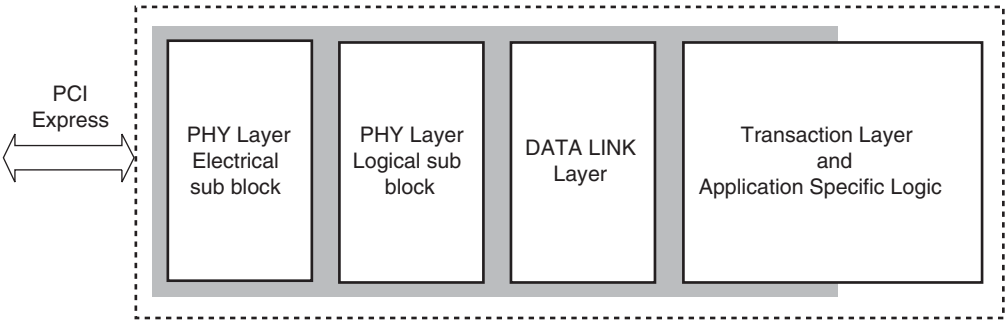 PCI
Express
PHY Layer
Electrical
sub block
PHY Layer
Logical sub
block
DATA LINK
Layer
Transaction Layer
and
Application Specific Logic